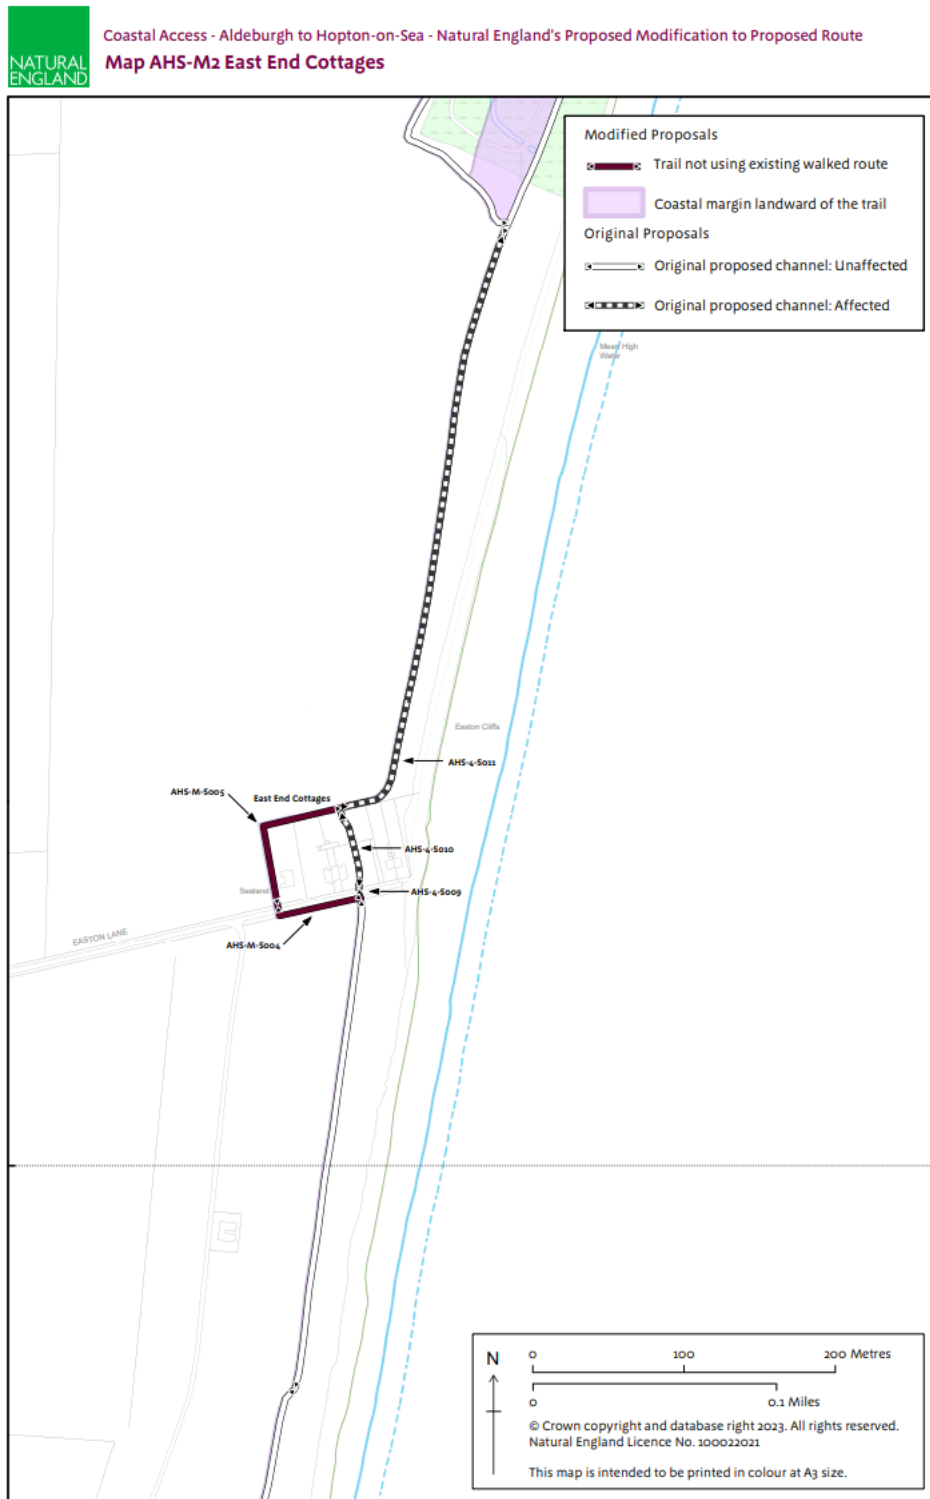 NATURAL
ENGLAND
Coastal Access - Aldeburgh to Hopton-on-Sea - Natural England's Proposed Modification to Proposed Route
Map AHS-M2 East End Cottages
Modified Proposals
Trail not using existing walked route
Coastal margin landward of the trail
Original Proposals
Original proposed channel: Unaffected
Original proposed channel: Affected
Mean High
Water
Easton Cliffs
AHS-4-S011
AHS-M-S005
East End Cottages
AHS-4-S010
Sealand
AHS-4-S009
EASTON LANE
AHS-M-S004
N
0 100 200 Metres
0 0.1 Miles
© Crown copyright and database right 2023. All rights reserved.
Natural England Licence No. 100022021
This map is intended to be printed in colour at A3 size.